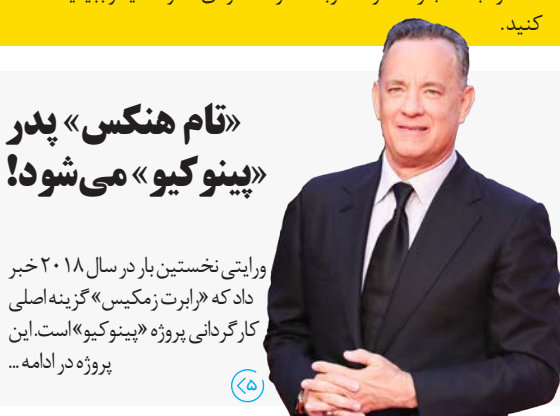 کنید.
«تام هنکس» پدر
«پینوکیو» می‌شود!
ورایتی نخستین بار در سال ۲۰۱۸ خبر
داد که «رابرت زمکیس» گزینه اصلی
کارگردانی پروژه «پینوکیو» است. این
پروژه در ادامه ...
۵